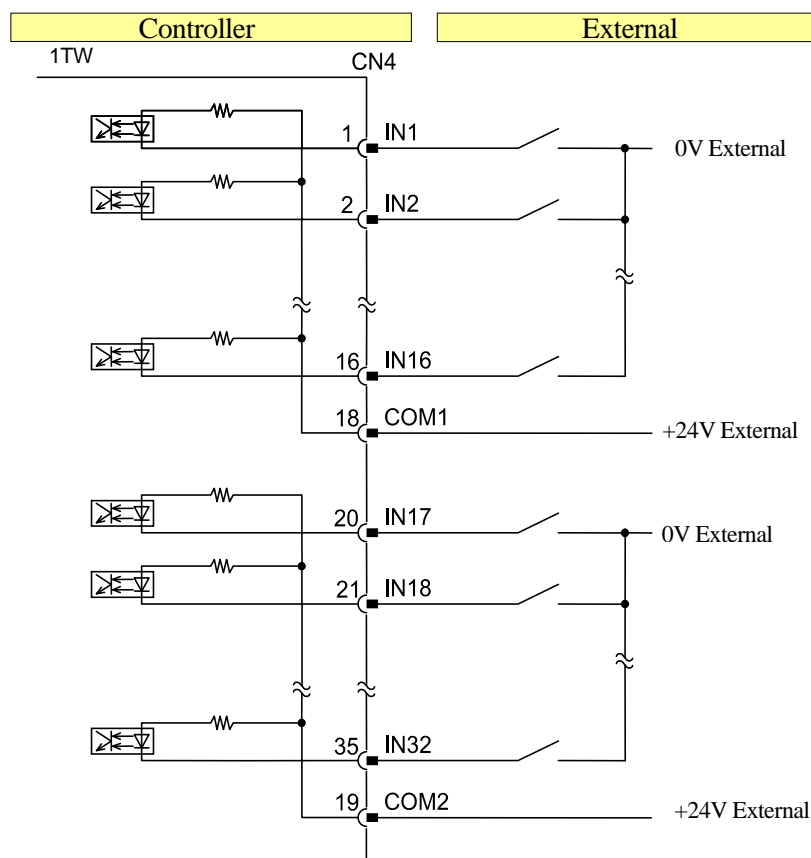 Controller External
1TW CN4
1 IN1 0V External
2 IN2
16 IN16
18 COM1 +24V External
20 IN17 0V External
21 IN18
35 IN32
19 COM2 +24V External